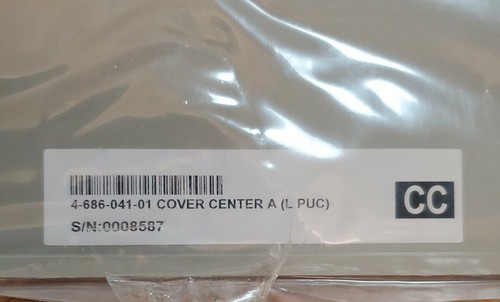 4-686-041-01 COVER CENTER A (L PUC)
CC
S/N:0008587